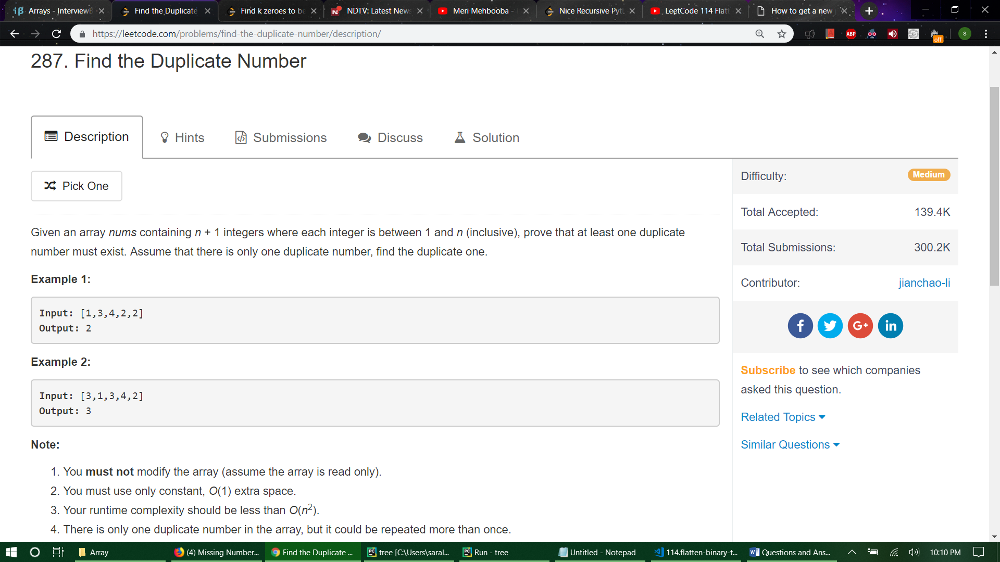 Arrays - InterviewB
Find the Duplicate
Find k zeroes to be
NDTV: Latest News
Meri Mehbooba -
Nice Recursive Pyt
LeetCode 114 Flat
How to get a new
https://leetcode.com/problems/find-the-duplicate-number/description/
ABP
off
S
287. Find the Duplicate Number
Description
Hints
Submissions
Discuss
Solution
Pick One
Given an array nums containing n + 1 integers where each integer is between 1 and n (inclusive), prove that at least one duplicate
number must exist. Assume that there is only one duplicate number, find the duplicate one.
Example 1:
Input: [1,3,4,2,2]
Output: 2
Example 2:
Input: [3,1,3,4,2]
Output: 3
Note:
1. You must not modify the array (assume the array is read only).
2. You must use only constant, O(1) extra space.
3. Your runtime complexity should be less than O(n²).
4. There is only one duplicate number in the array, but it could be repeated more than once.
Difficulty: Medium
Total Accepted: 139.4K
Total Submissions: 300.2K
Contributor: jianchao-li
f G+ in
Subscribe to see which companies
asked this question.
Related Topics
Similar Questions
Array
(4) Missing Number...
Find the Duplicate ...
tree [C:\Users\saral...
Run - tree
Untitled - Notepad
114.flatten-binary-t...
Questions and Ans...
10:10 PM